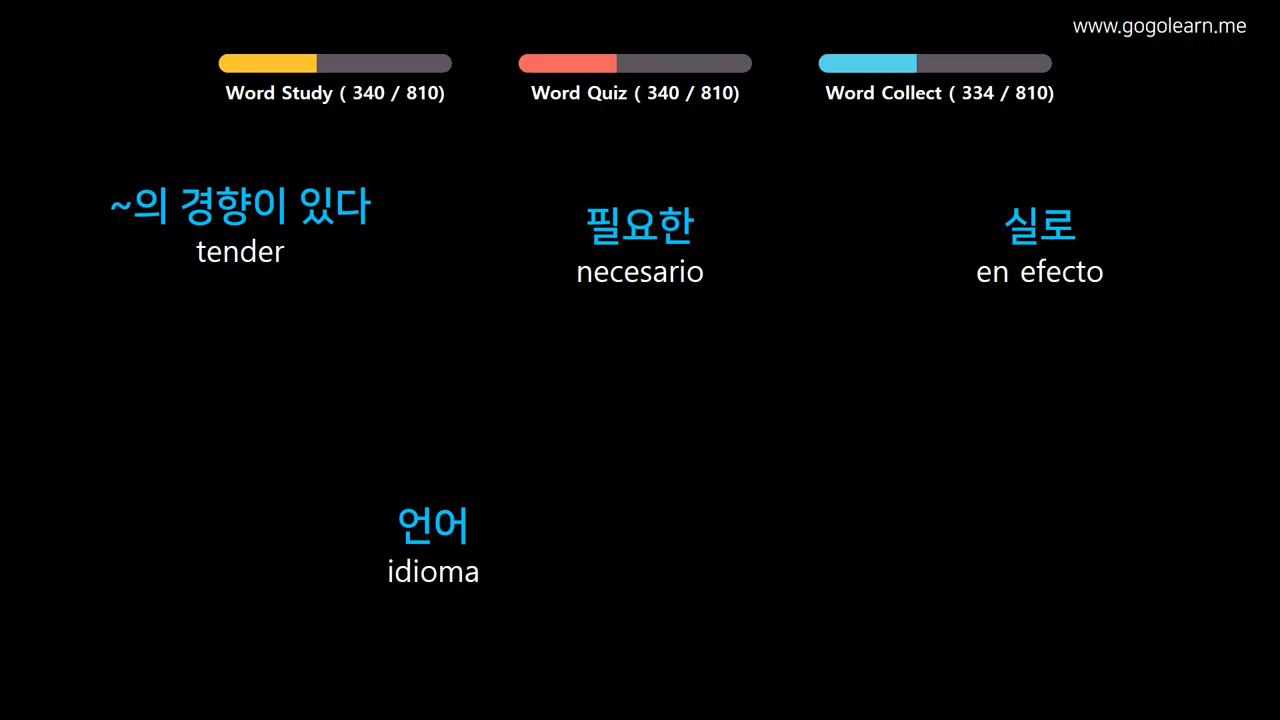 www.gogolearn.me
Word Study ( 340 / 810)
Word Quiz ( 340 / 810)
Word Collect ( 334 / 810)
~의 경향이 있다
tender
필요한
necesario
실로
en efecto
언어
idioma